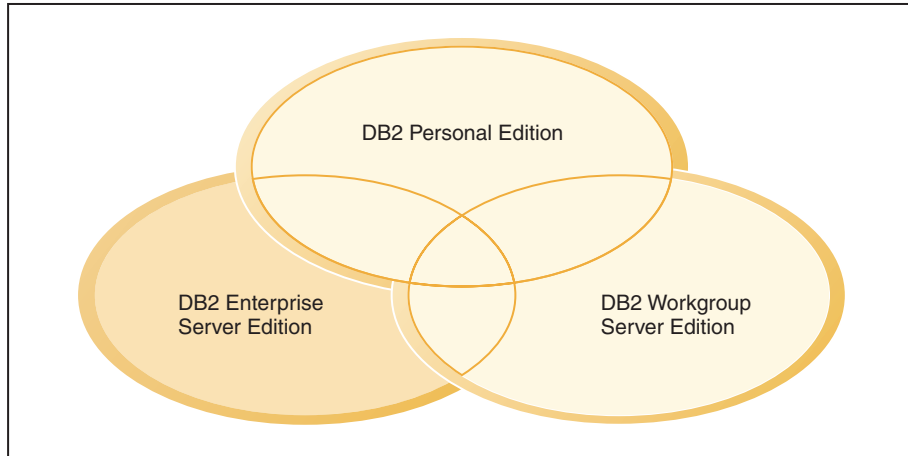 DB2 Personal Edition
DB2 Enterprise
Server Edition
DB2 Workgroup
Server Edition